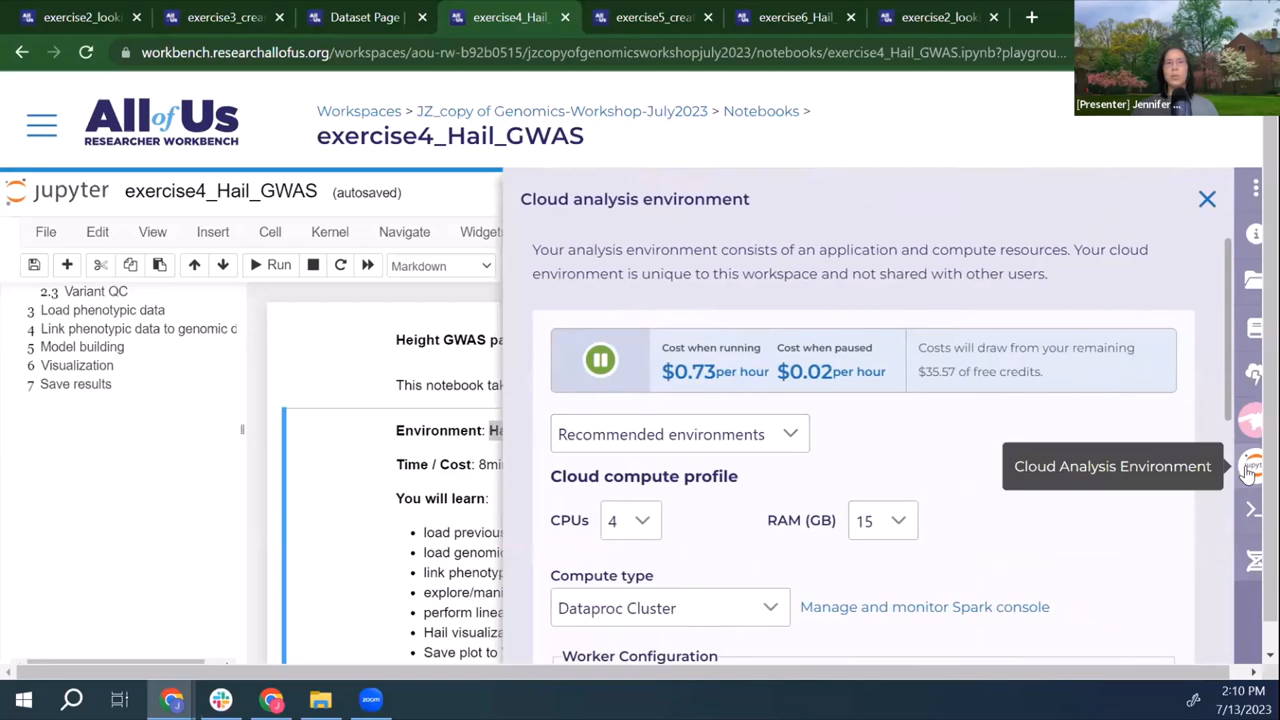 exercise2_look
exercise3_crea
Dataset Page |
exercise4_Hail_
exercise5_crea
exercise6_Hail_
exercise2_look
workbench.researchallofus.org/workspaces/aou-rw-b92b0515/jzcopyofgenomicsworkshopjuly2023/notebooks/exercise4_Hail_GWAS.ipynb?playgrou...
[Presenter] Jennifer ...
All of Us
RESEARCHER WORKBENCH
Workspaces > JZ_copy of Genomics-Workshop-July2023 > Notebooks >
exercise4_Hail_GWAS
jupyter exercise4_Hail_GWAS (autosaved)
File Edit View Insert Cell Kernel Navigate Widget
Run Markdown
2.3 Variant QC
3 Load phenotypic data
4 Link phenotypic data to genomic d
5 Model building
6 Visualization
7 Save results
Height GWAS pa
This notebook tak
Environment: Ha
Time / Cost: 8mi
You will learn:
load previous
load genomi
link phenotyp
explore/mani
perform linea
Hail visualiza
Save plot to
Cloud analysis environment
Your analysis environment consists of an application and compute resources. Your cloud
environment is unique to this workspace and not shared with other users.
Cost when running
$0.73 per hour
Cost when paused
$0.02 per hour
Costs will draw from your remaining
$35.57 of free credits.
Recommended environments
Cloud compute profile
CPUs 4 RAM (GB) 15
Compute type
Dataproc Cluster Manage and monitor Spark console
Worker Configuration
Cloud Analysis Environment
2:10 PM
7/13/2023